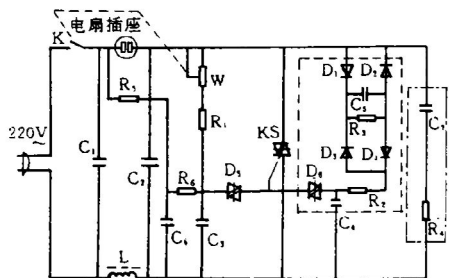 电扇插座
K
D₁ D₂
R₅ W
C₅
220V
~
C₁ C₂ R₁ KS R₃
D₃ D₄
C₇
R₆ D₅ D₆ R₂
C₄ C₃ C₆ R₄
L